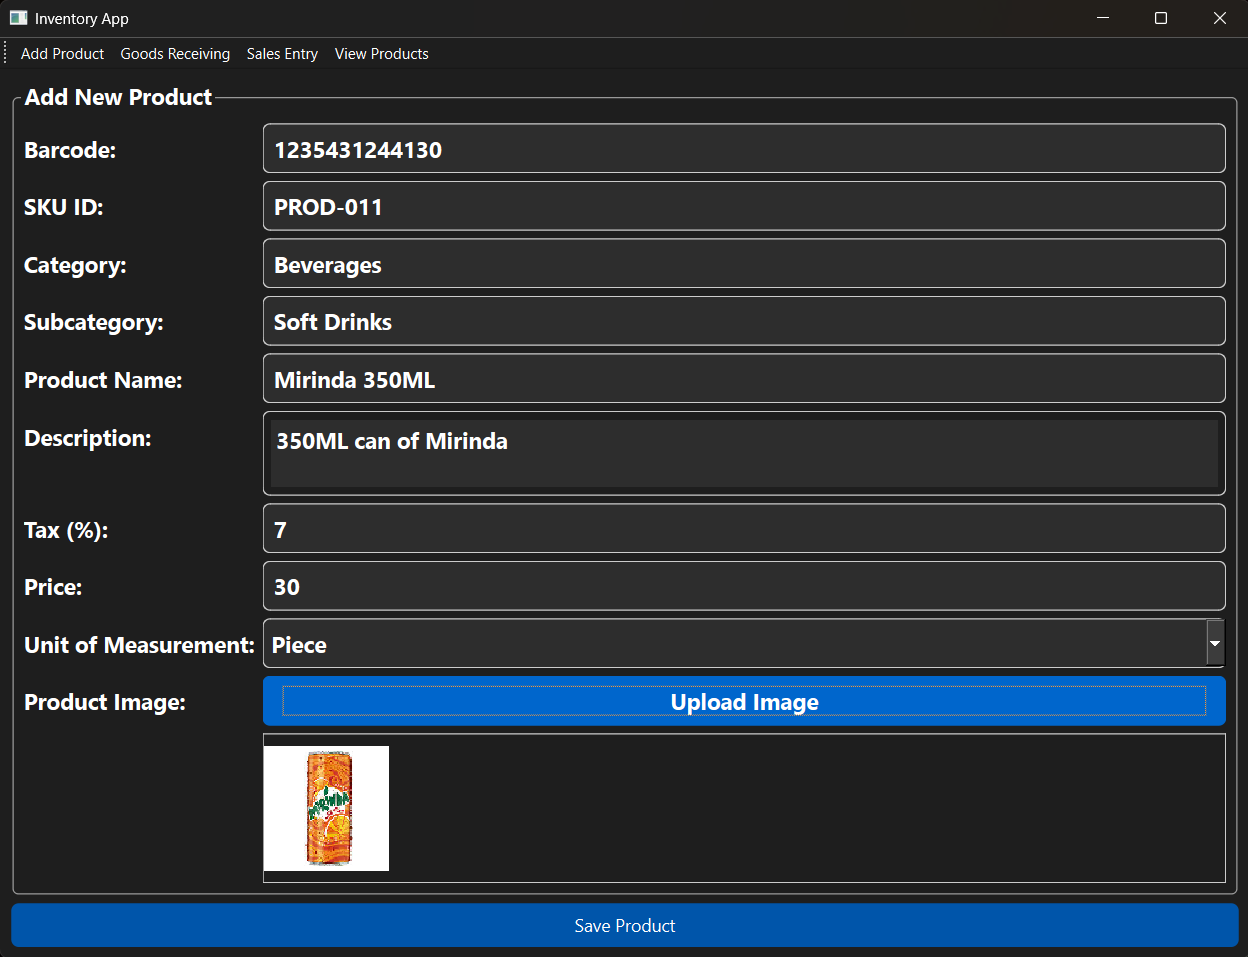 Inventory App
Add Product Goods Receiving Sales Entry View Products
Add New Product
Barcode: 1235431244130
SKU ID: PROD-011
Category: Beverages
Subcategory: Soft Drinks
Product Name: Mirinda 350ML
Description: 350ML can of Mirinda
Tax (%): 7
Price: 30
Unit of Measurement: Piece
Product Image: Upload Image
MIRINDA
Save Product